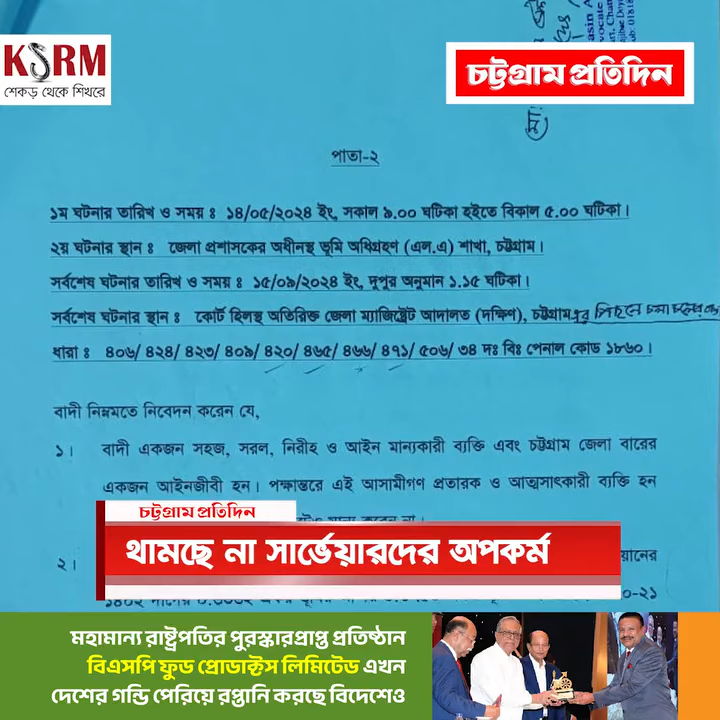 KSRM
শেকড় থেকে শিখরে
চট্টগ্রাম প্রতিদিন
পাতা-২
১ম ঘটনার তারিখ ও সময় ঃ ১৪/০৫/২০২৪ ইং, সকাল ৯.০০ ঘটিকা হইতে বিকাল ৫.০০ ঘটিকা।
২য় ঘটনার স্থান ঃ জেলা প্রশাসকের অধীনস্থ ভূমি অধিগ্রহণ (এল.এ) শাখা, চট্টগ্রাম।
সর্বশেষ ঘটনার তারিখ ও সময় ঃ ১৫/০৯/২০২৪ ইং, দুপুর অনুমান ১.১৫ ঘটিকা।
সর্বশেষ ঘটনার স্থান ঃ কোর্ট হিলস্থ অতিরিক্ত জেলা ম্যাজিষ্ট্রেট আদালত (দক্ষিণ), চট্টগ্রাম
ধারা ঃ ৪০৬/ ৪২৪/ ৪২৩/ ৪০৯/ ৪২০/ ৪৬৫/ ৪৬৬/ ৪৭১/ ৫০৬/ ৩৪ দঃ বিঃ পেনাল কোড ১৮৬০।
বাদী নিম্নমতে নিবেদন করেন যে,
১। বাদী একজন সহজ, সরল, নিরীহ ও আইন মান্যকারী ব্যক্তি এবং চট্টগ্রাম জেলা বারের
একজন আইনজীবী হন। পক্ষান্তরে এই আসামীগণ প্রতারক ও আত্মসাৎকারী ব্যক্তি হন
চট্টগ্রাম প্রতিদিন
থামছে না সার্ভেয়ারদের অপকর্ম
২।
মহামান্য রাষ্ট্রপতির পুরস্কারপ্রাপ্ত প্রতিষ্ঠান
বিএসপি ফুড প্রোডাক্টস লিমিটেড এখন
দেশের গন্ডি পেরিয়ে রপ্তানি করছে বিদেশেও